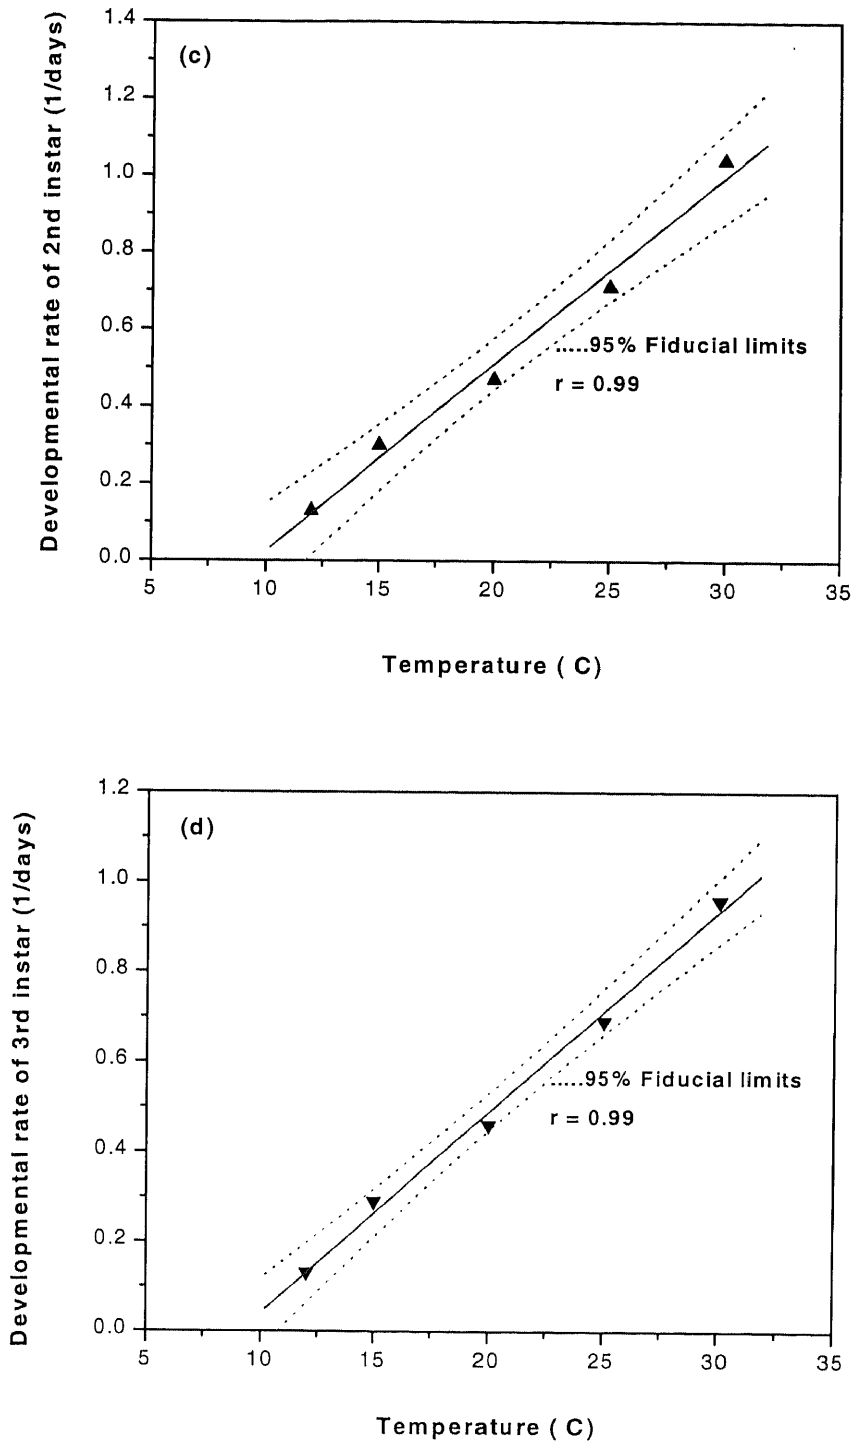 1.4
(c)
1.2
1.0
0.8
0.6
0.4
0.2
0.0
Developmental rate of 2nd instar (1/days)
.....95% Fiducial limits
r = 0.99
5 10 15 20 25 30 35
Temperature ( C)
1.2
(d)
1.0
0.8
0.6
0.4
0.2
0.0
Developmental rate of 3rd instar (1/days)
.....95% Fiducial limits
r = 0.99
5 10 15 20 25 30 35
Temperature ( C)